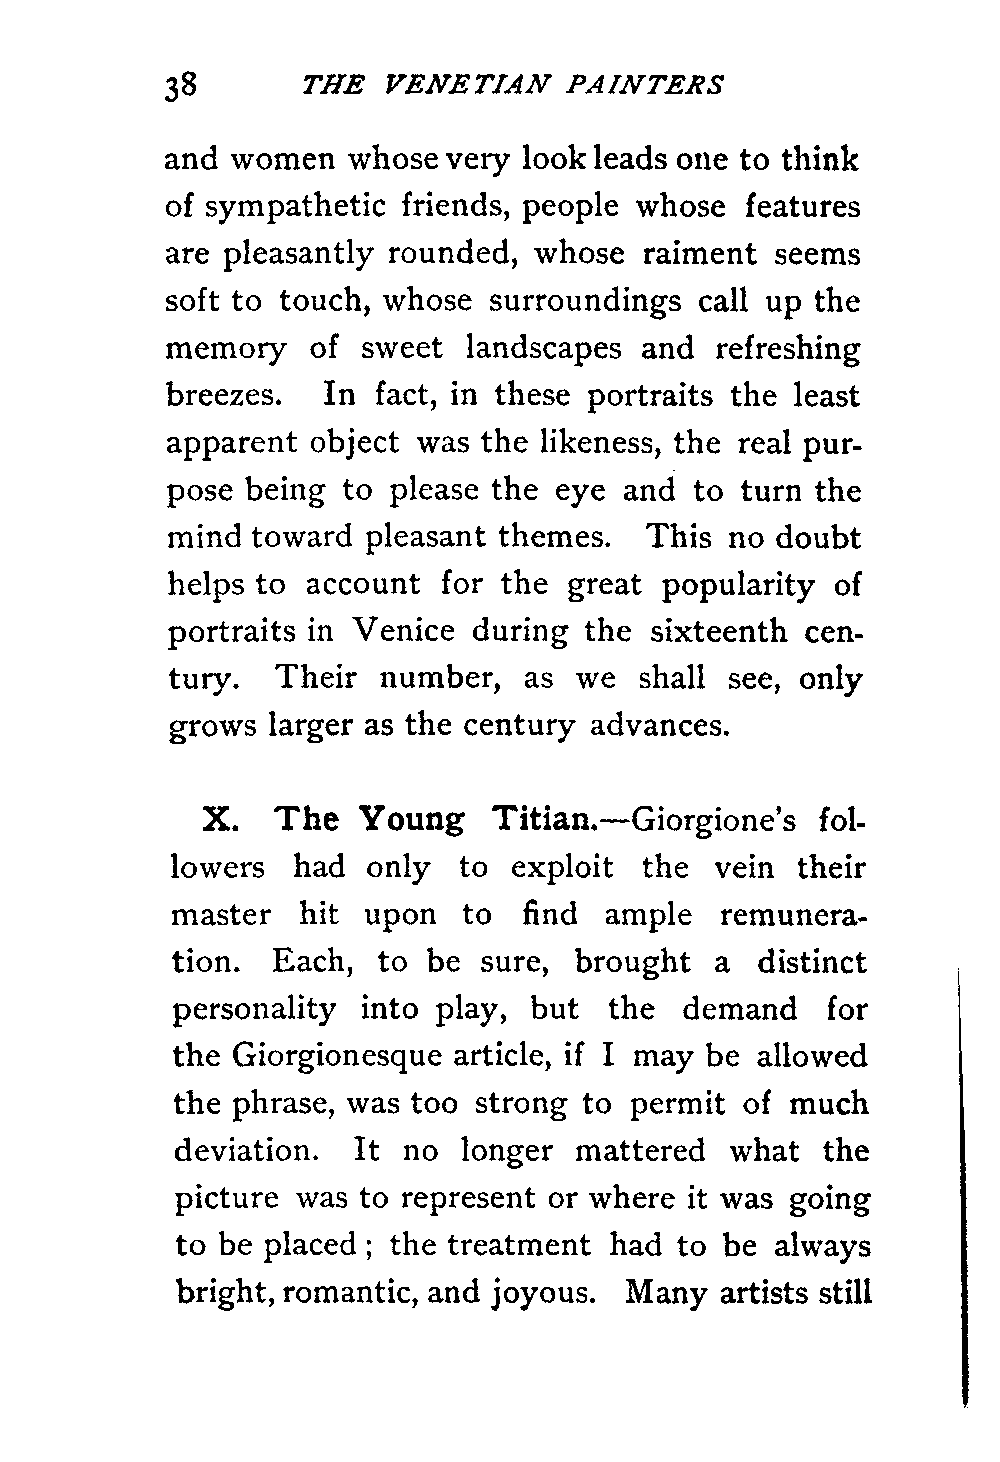 38 THE VENETIAN PAINTERS
and women whose very look leads one to think
of sympathetic friends, people whose features
are pleasantly rounded, whose raiment seems
soft to touch, whose surroundings call up the
memory of sweet landscapes and refreshing
breezes. In fact, in these portraits the least
apparent object was the likeness, the real pur-
pose being to please the eye and to turn the
mind toward pleasant themes. This no doubt
helps to account for the great popularity of
portraits in Venice during the sixteenth cen-
tury. Their number, as we shall see, only
grows larger as the century advances.
X. The Young Titian.—Giorgione's fol-
lowers had only to exploit the vein their
master hit upon to find ample remunera-
tion. Each, to be sure, brought a distinct
personality into play, but the demand for
the Giorgionesque article, if I may be allowed
the phrase, was too strong to permit of much
deviation. It no longer mattered what the
picture was to represent or where it was going
to be placed ; the treatment had to be always
bright, romantic, and joyous. Many artists still